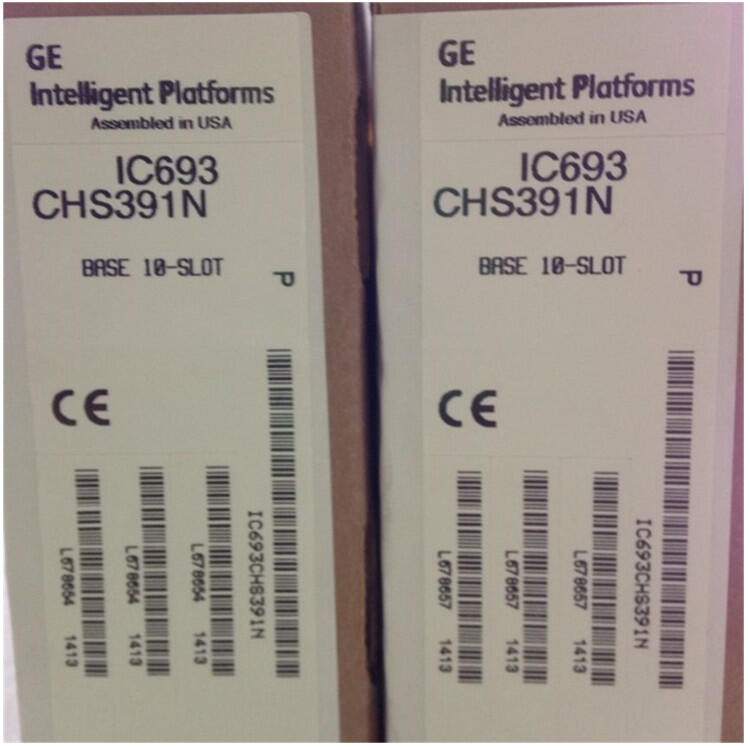 GE
Intelligent Platforms
Assembled in USA
IC693
CHS391N
BASE 10-SLOT
P
CE
L678654 1413
L678654 1413
L678654 1413
IC693CHS391N
GE
Intelligent Platforms
Assembled in USA
IC693
CHS391N
BASE 10-SLOT
P
CE
L678657 1413
L678657 1413
L678657 1413
IC693CHS391N